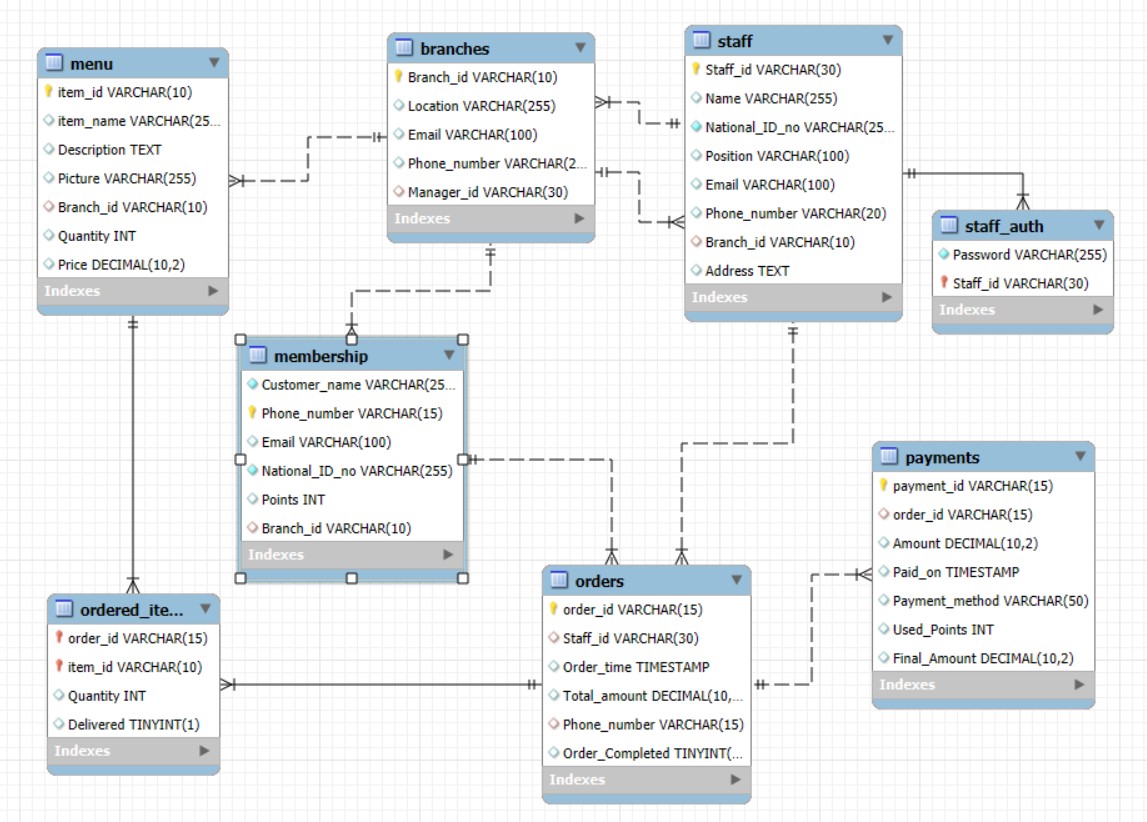 menu
item_id VARCHAR(10)
item_name VARCHAR(25...
Description TEXT
Picture VARCHAR(255)
Branch_id VARCHAR(10)
Quantity INT
Price DECIMAL(10,2)
Indexes
branches
Branch_id VARCHAR(10)
Location VARCHAR(255)
Email VARCHAR(100)
Phone_number VARCHAR(2...
Manager_id VARCHAR(30)
Indexes
staff
Staff_id VARCHAR(30)
Name VARCHAR(255)
National_ID_no VARCHAR(25...
Position VARCHAR(100)
Email VARCHAR(100)
Phone_number VARCHAR(20)
Branch_id VARCHAR(10)
Address TEXT
Indexes
staff_auth
Password VARCHAR(255)
Staff_id VARCHAR(30)
Indexes
membership
Customer_name VARCHAR(25...
Phone_number VARCHAR(15)
Email VARCHAR(100)
National_ID_no VARCHAR(255)
Points INT
Branch_id VARCHAR(10)
Indexes
payments
payment_id VARCHAR(15)
order_id VARCHAR(15)
Amount DECIMAL(10,2)
Paid_on TIMESTAMP
Payment_method VARCHAR(50)
Used_Points INT
Final_Amount DECIMAL(10,2)
Indexes
ordered_ite...
order_id VARCHAR(15)
item_id VARCHAR(10)
Quantity INT
Delivered TINYINT(1)
Indexes
orders
order_id VARCHAR(15)
Staff_id VARCHAR(30)
Order_time TIMESTAMP
Total_amount DECIMAL(10,...
Phone_number VARCHAR(15)
Order_Completed TINYINT(...
Indexes